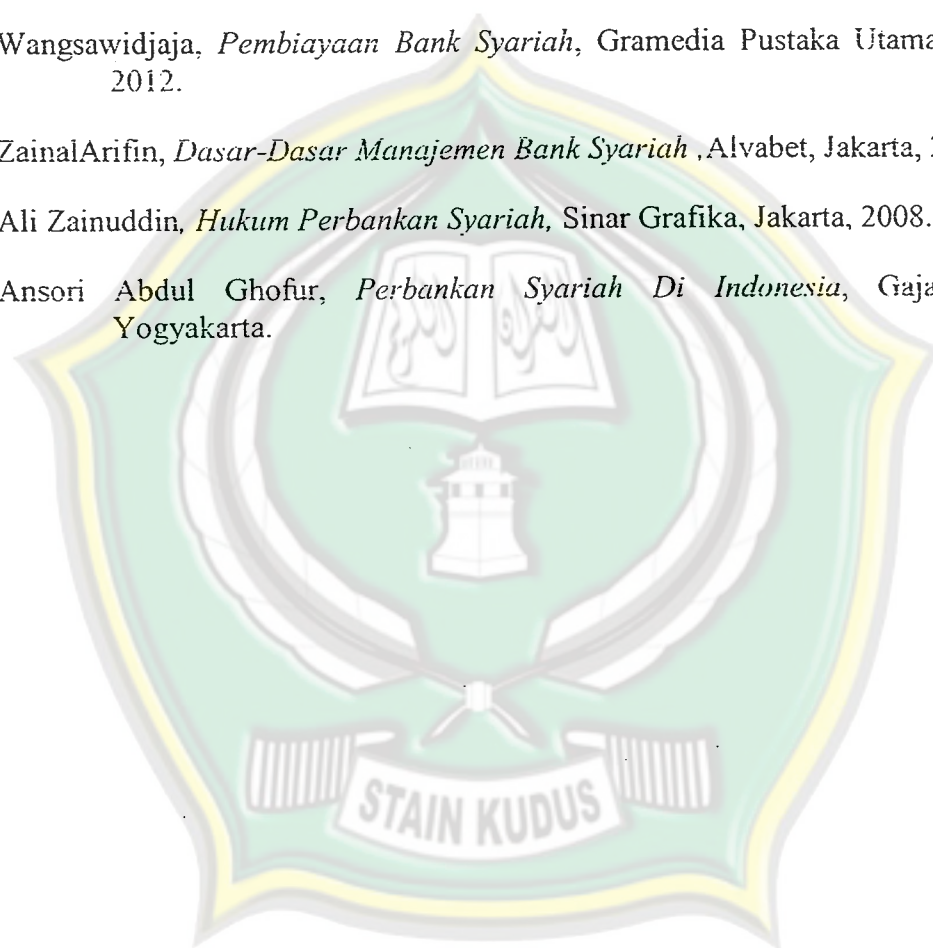 Wangsawidjaja, Pembiayaan Bank Syariah, Gramedia Pustaka Utama
2012.
ZainalArifin, Dasar-Dasar Manajemen Bank Syariah ,Alvabet, Jakarta,
Ali Zainuddin, Hukum Perbankan Syariah, Sinar Grafika, Jakarta, 2008.
Ansori Abdul Ghofur, Perbankan Syariah Di Indonesia,
Yogyakarta.
STAIN KUDUS